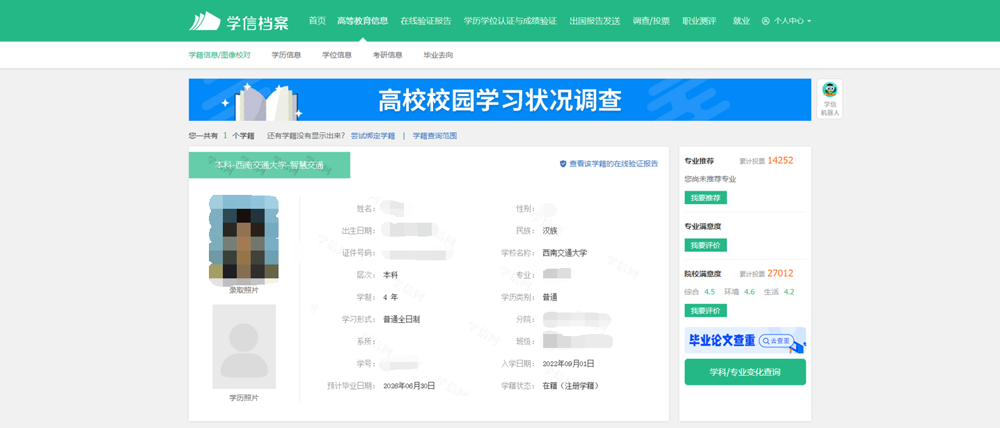 学信档案 首页 高等教育信息 在线验证报告 学历学位认证与成绩验证 出国报告发送 调查/投票 职业测评 就业 个人中心
学籍信息/图像校对 学历信息 学位信息 考研信息 毕业去向
高校校园学习状况调查
学信
机器人
您一共有 1 个学籍 还有学籍没有显示出来? 尝试绑定学籍 | 学籍查询范围
本科-西南交通大学-智慧交通
查看该学籍的在线验证报告
录取照片
学历照片
姓名: 性别:
出生日期: 民族: 汉族
证件号码: 学校名称: 西南交通大学
层次: 本科 专业:
学制: 4 年 学历类别: 普通
学习形式: 普通全日制 分院:
系所: 班级:
学号: 入学日期: 2022年09月01日
预计毕业日期: 2026年06月30日 学籍状态: 在籍（注册学籍）
专业推荐 累计投票 14252
您尚未推荐专业
我要推荐
专业满意度
我要评价
院校满意度 累计投票 27012
综合 4.5 环境 4.6 生活 4.2
我要评价
毕业论文查重 去查重
学科/专业变化查询
学信网